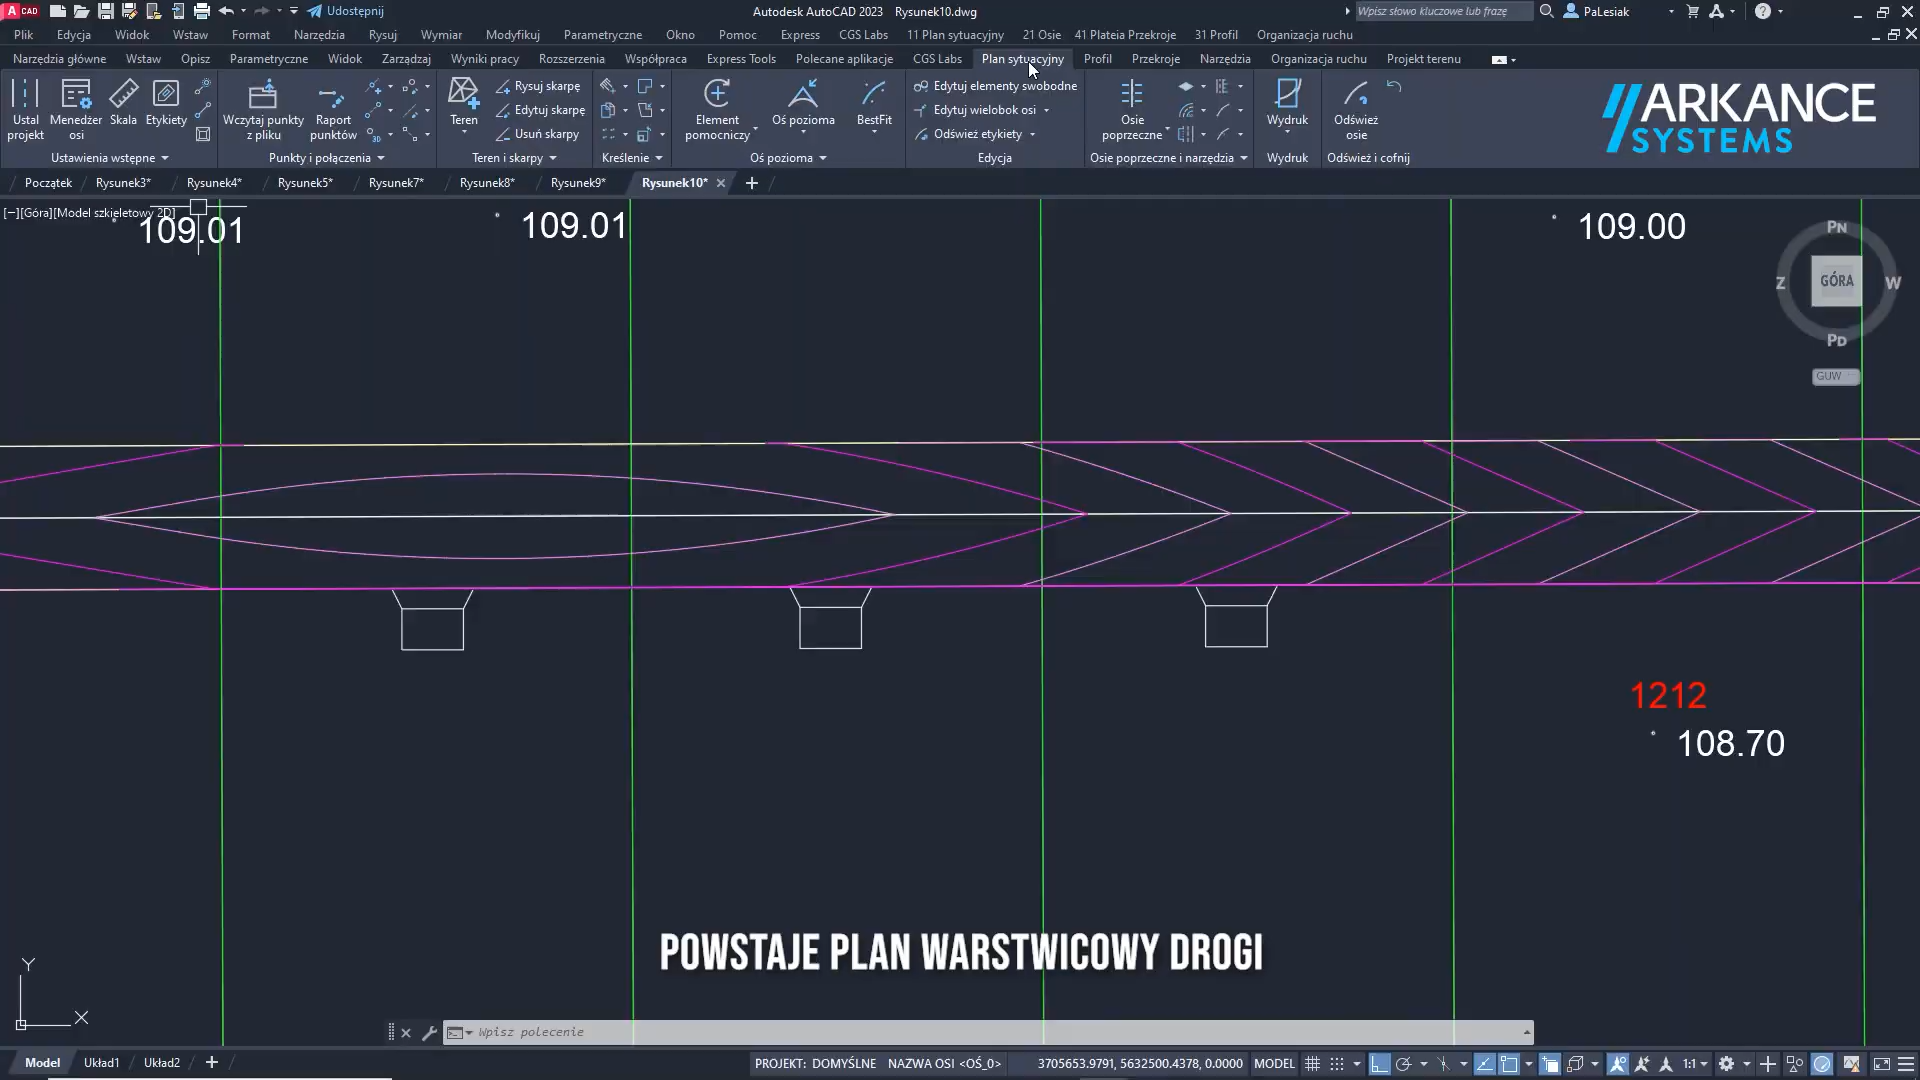 A CAD
Udostępnij
Autodesk AutoCAD 2023 Rysunek10.dwg
Wpisz słowo kluczowe lub frazę
PaLesiak
Plik Edycja Widok Wstaw Format Narzędzia Rysuj Wymiar Modyfikuj Parametryczne Okno Pomoc Express CGS Labs 11 Plan sytuacyjny 21 Osie 41 Plateia Przekroje 31 Profil Organizacja ruchu
Narzędzia główne Wstaw Opisz Parametryczne Widok Zarządzaj Wyniki pracy Rozszerzenia Współpraca Express Tools Polecane aplikacje CGS Labs Plan sytuacyjny Profil Przekroje Narzędzia Organizacja ruchu Projekt terenu
Ustal projekt
Menedżer osi
Skala
Etykiety
Ustawienia wstępne
Wczytaj punkty z pliku
Raport punktów
3D
Punkty i połączenia
Teren
Rysuj skarpę
Edytuj skarpę
Usuń skarpy
Teren i skarpy
Kreślenie
Element pomocniczy
Oś pozioma
BestFit
Oś pozioma
Edytuj elementy swobodne
Edytuj wielobok osi
Odśwież etykiety
Edycja
Osie poprzeczne
Osie poprzeczne i narzędzia
Wydruk
Wydruk
Odśwież osie
Odśwież i cofnij
ARKANCE
SYSTEMS
Początek Rysunek3* Rysunek4* Rysunek5* Rysunek7* Rysunek8* Rysunek9* Rysunek10*
[−][Góra][Model szkieletowy 2D]
109.01
109.01
109.00
PN
Z
GÓRA
W
PD
GUW
1212
108.70
POWSTAJE PLAN WARSTWICOWY DROGI
Y
X
Wpisz polecenie
Model Układ1 Układ2
PROJEKT: DOMYŚLNE NAZWA OSI <OŚ_0> 3705653.9791, 5632500.4378, 0.0000 MODEL 1:1